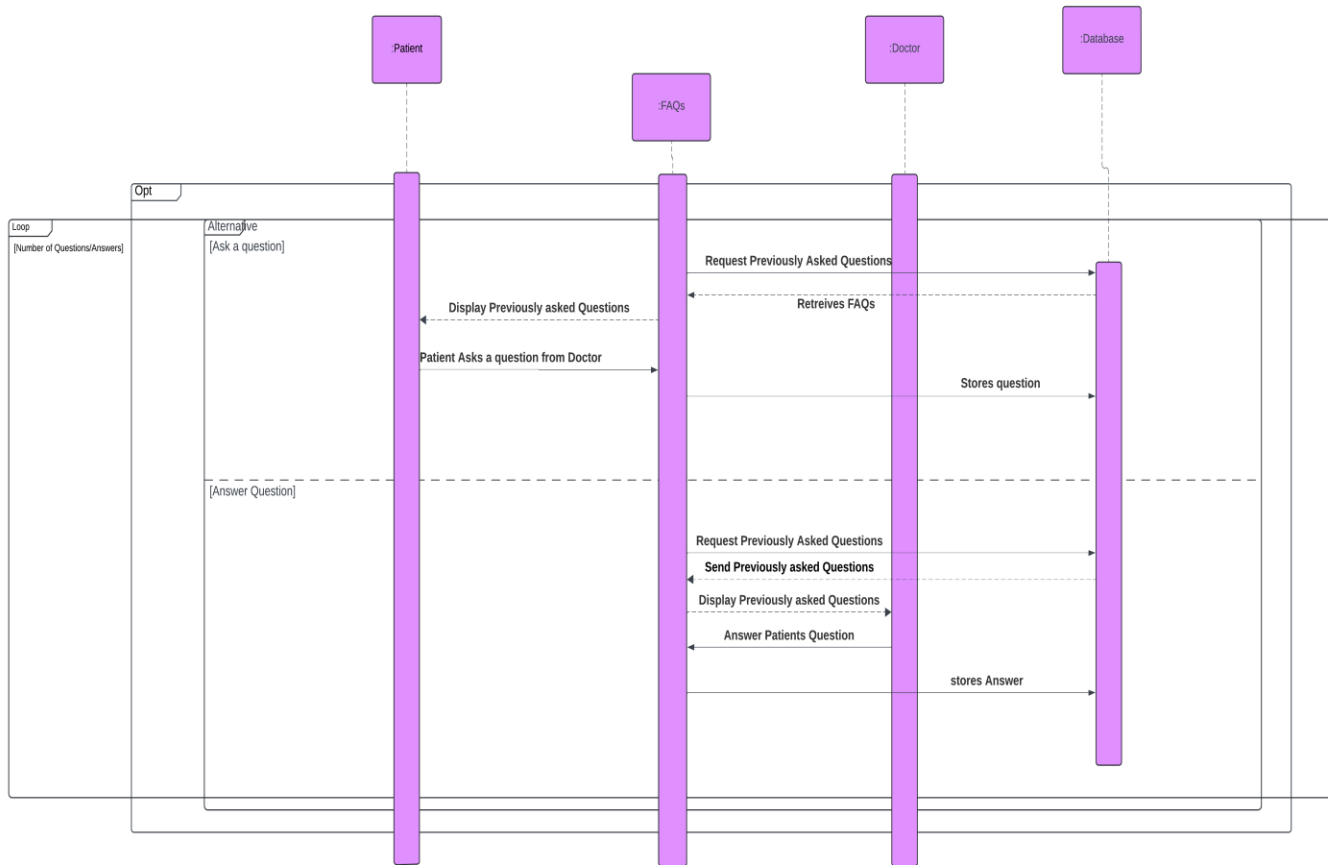 :Patient
:FAQs
:Doctor
:Database
Opt
Loop
[Number of Questions/Answers]
Alternative
[Ask a question]
Request Previously Asked Questions
Retreives FAQs
Display Previously asked Questions
Patient Asks a question from Doctor
Stores question
[Answer Question]
Request Previously Asked Questions
Send Previously asked Questions
Display Previously asked Questions
Answer Patients Question
stores Answer